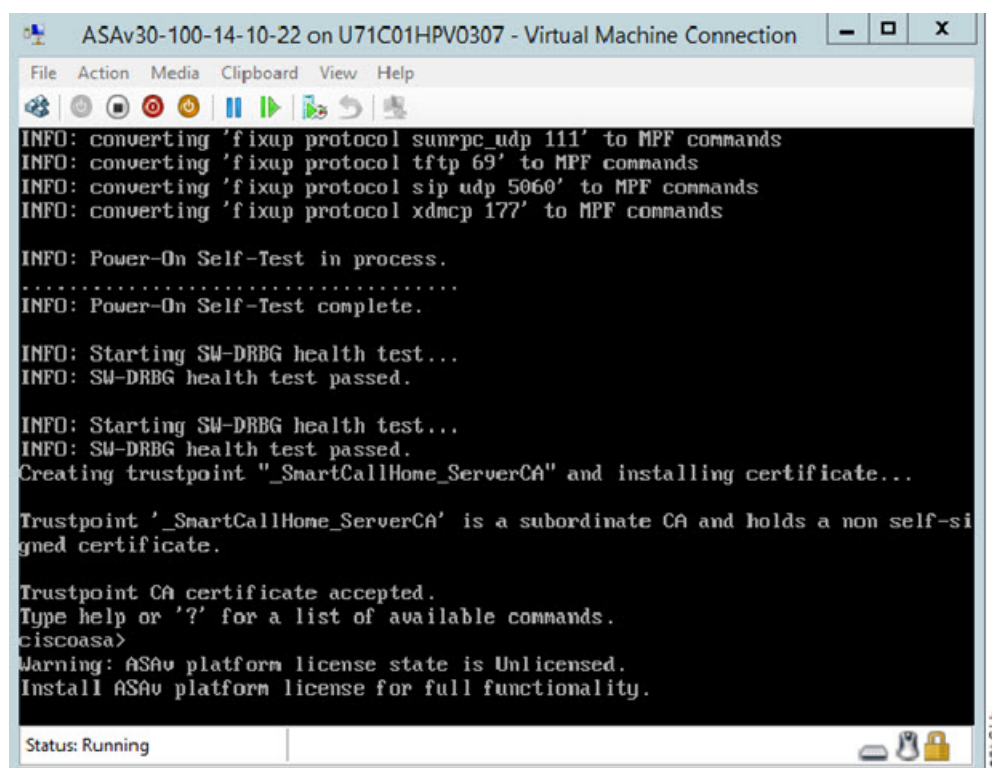 ASAv30-100-14-10-22 on U71C01HPV0307 - Virtual Machine Connection
File Action Media Clipboard View Help
INFO: converting 'fixup protocol sunrpc_udp 111' to MPF commands
INFO: converting 'fixup protocol tftp 69' to MPF commands
INFO: converting 'fixup protocol sip udp 5060' to MPF commands
INFO: converting 'fixup protocol xdmcp 177' to MPF commands
INFO: Power-On Self-Test in process.
.....................................
INFO: Power-On Self-Test complete.
INFO: Starting SW-DRBG health test...
INFO: SW-DRBG health test passed.
INFO: Starting SW-DRBG health test...
INFO: SW-DRBG health test passed.
Creating trustpoint "_SmartCallHome_ServerCA" and installing certificate...
Trustpoint '_SmartCallHome_ServerCA' is a subordinate CA and holds a non self-si
gned certificate.
Trustpoint CA certificate accepted.
Type help or '?' for a list of available commands.
ciscoasa>
Warning: ASAv platform license state is Unlicensed.
Install ASAv platform license for full functionality.
Status: Running